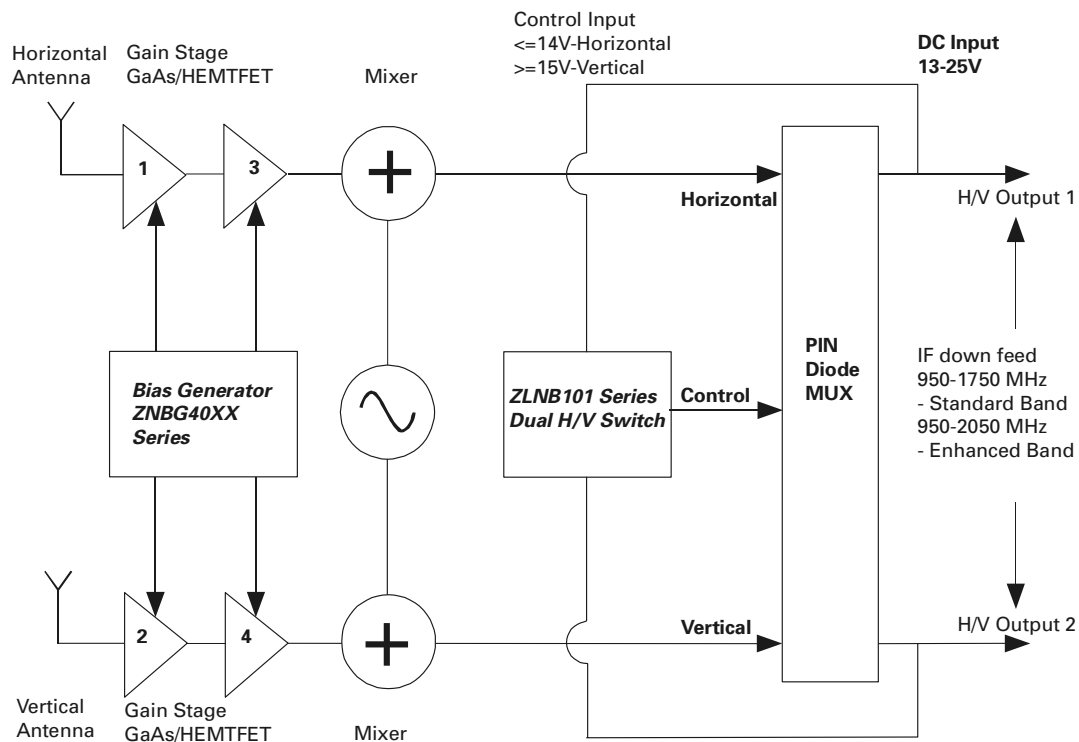 Control Input
<=14V-Horizontal
>=15V-Vertical
DC Input
13-25V
Horizontal
Antenna
Gain Stage
GaAs/HEMTFET
Mixer
1
3
Horizontal
H/V Output 1
Bias Generator
ZNBG40XX
Series
ZLNB101 Series
Dual H/V Switch
Control
PIN
Diode
MUX
IF down feed
950-1750 MHz
- Standard Band
950-2050 MHz
- Enhanced Band
2
4
Vertical
H/V Output 2
Vertical
Antenna
Gain Stage
GaAs/HEMTFET
Mixer